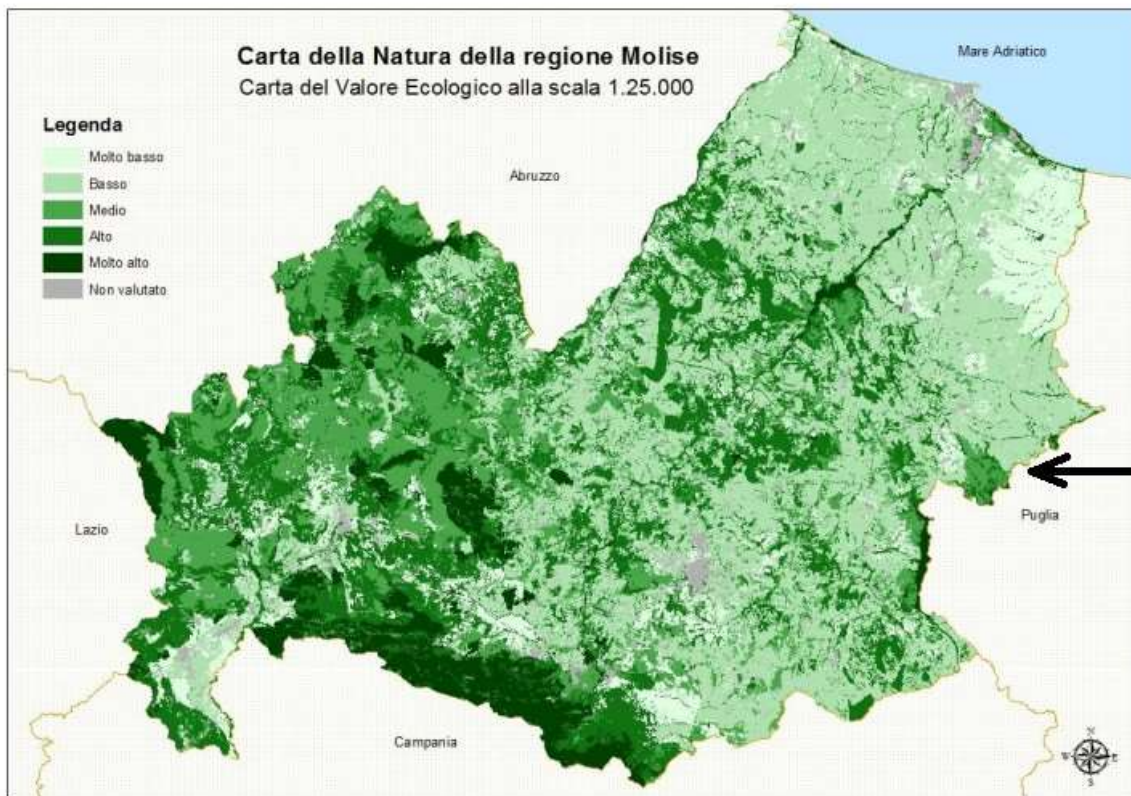 Carta della Natura della regione Molise
Carta del Valore Ecologico alla scala 1.25.000
Mare Adriatico
Legenda
Molto basso
Basso
Medio
Alto
Molto alto
Non valutato
Abruzzo
Lazio
Puglia
Campania
N
W E
S